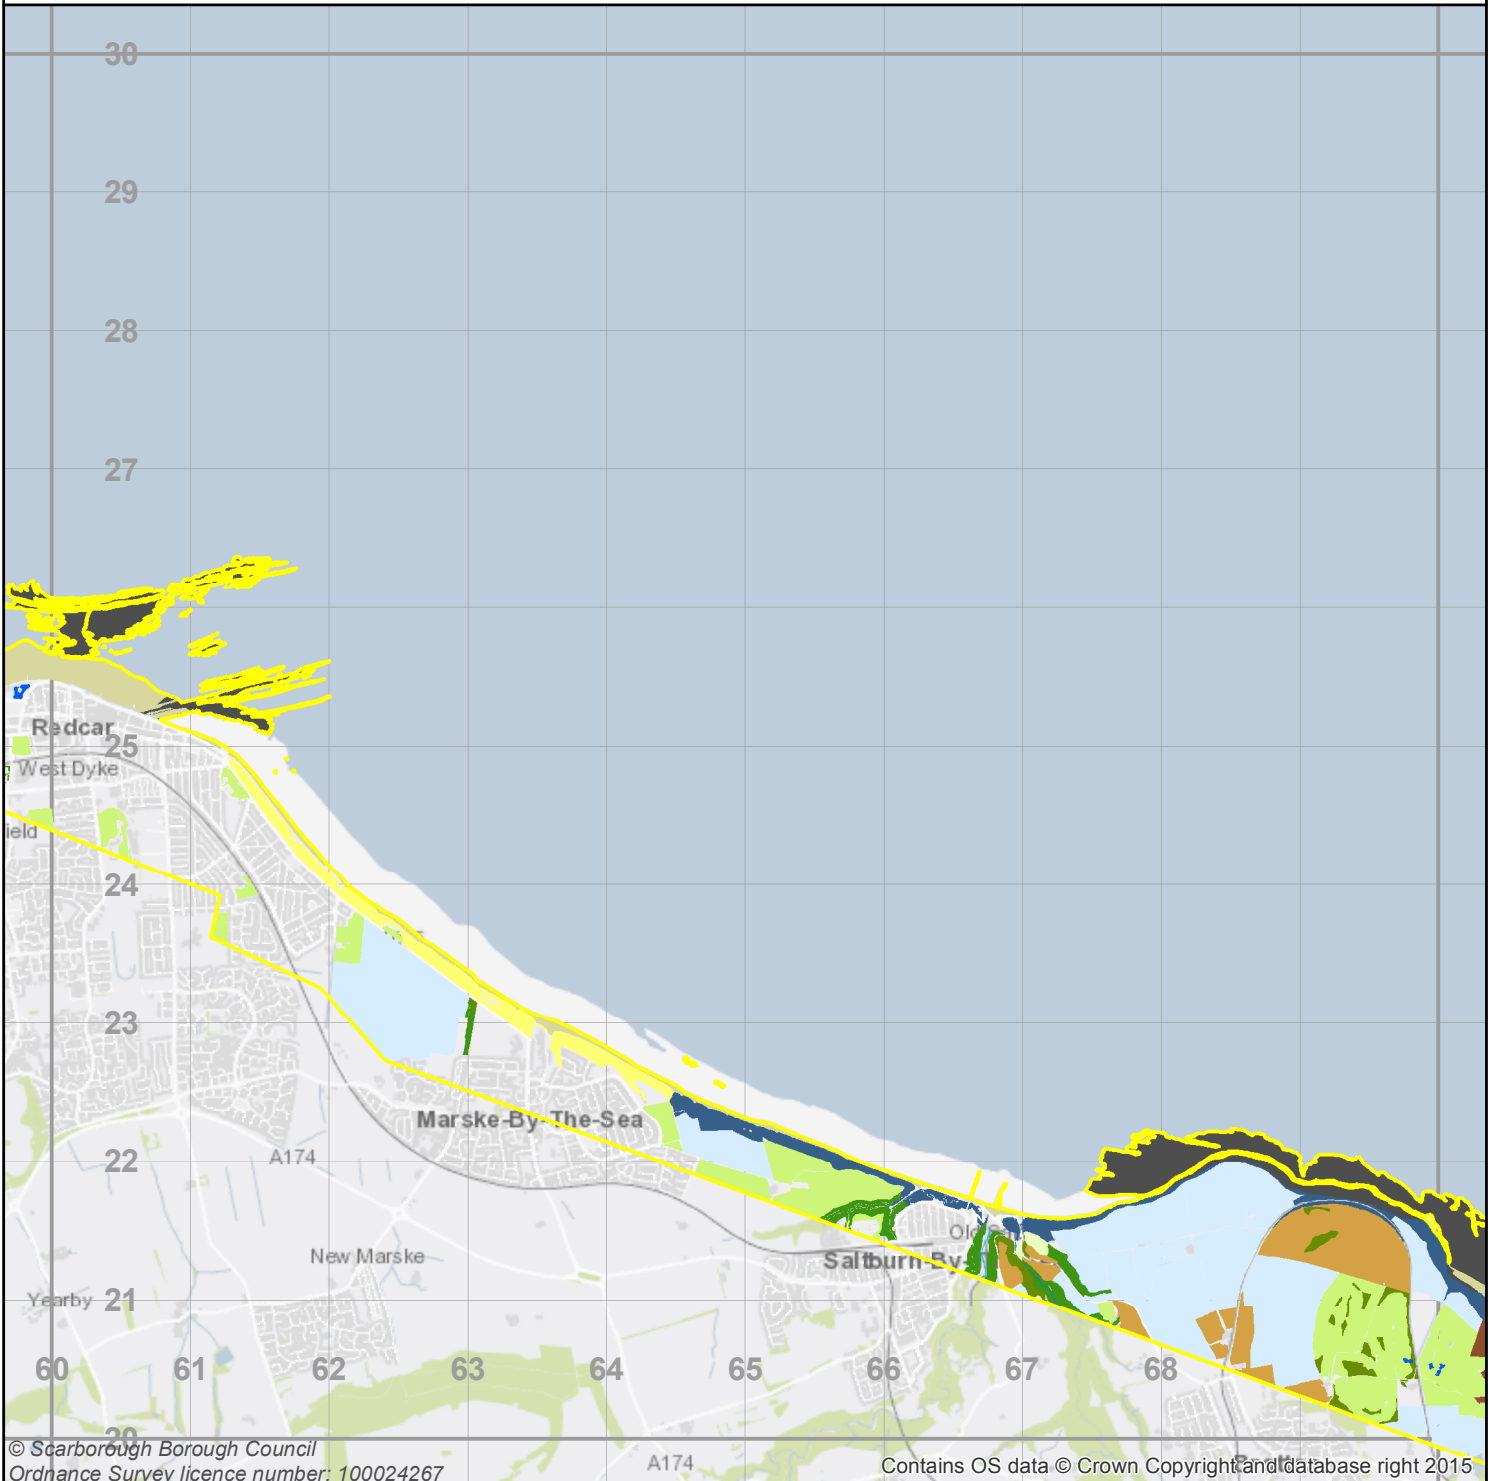 30
29
28
27
Redcar
25
West Dyke
ield
24
23
Marske-By-The-Sea
A174
22
Old
Saltburn-By-
New Marske
Yearby
21
60 61 62 63 64 65 66 67 68
20
© Scarborough Borough Council
A174
Contains OS data © Crown Copyright and database right 2015
Ordnance Survey licence number: 100024267